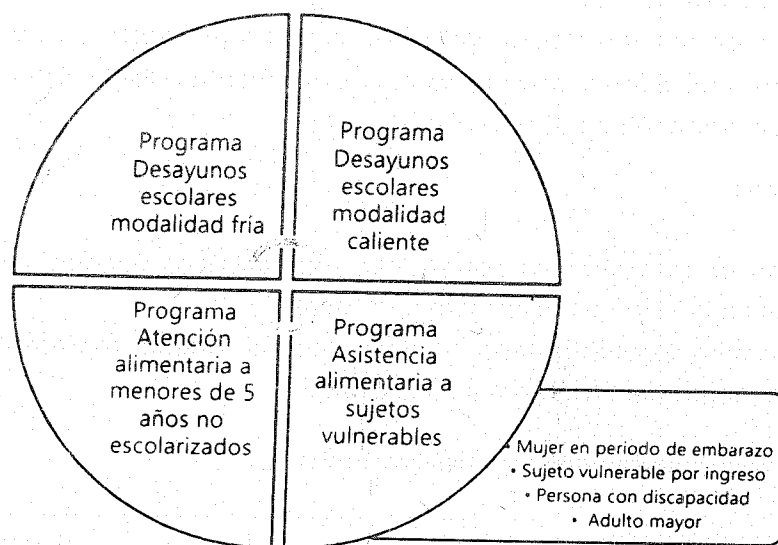 Programa
Desayunos
escolares
modalidad fría
Programa
Desayunos
escolares
modalidad
caliente
Programa
Atención
alimentaria a
menores de 5
años no
escolarizados
Programa
Asistencia
alimentaria a
sujetos
vulnerables
• Mujer en periodo de embarazo
• Sujeto vulnerable por ingreso
• Persona con discapacidad
• Adulto mayor